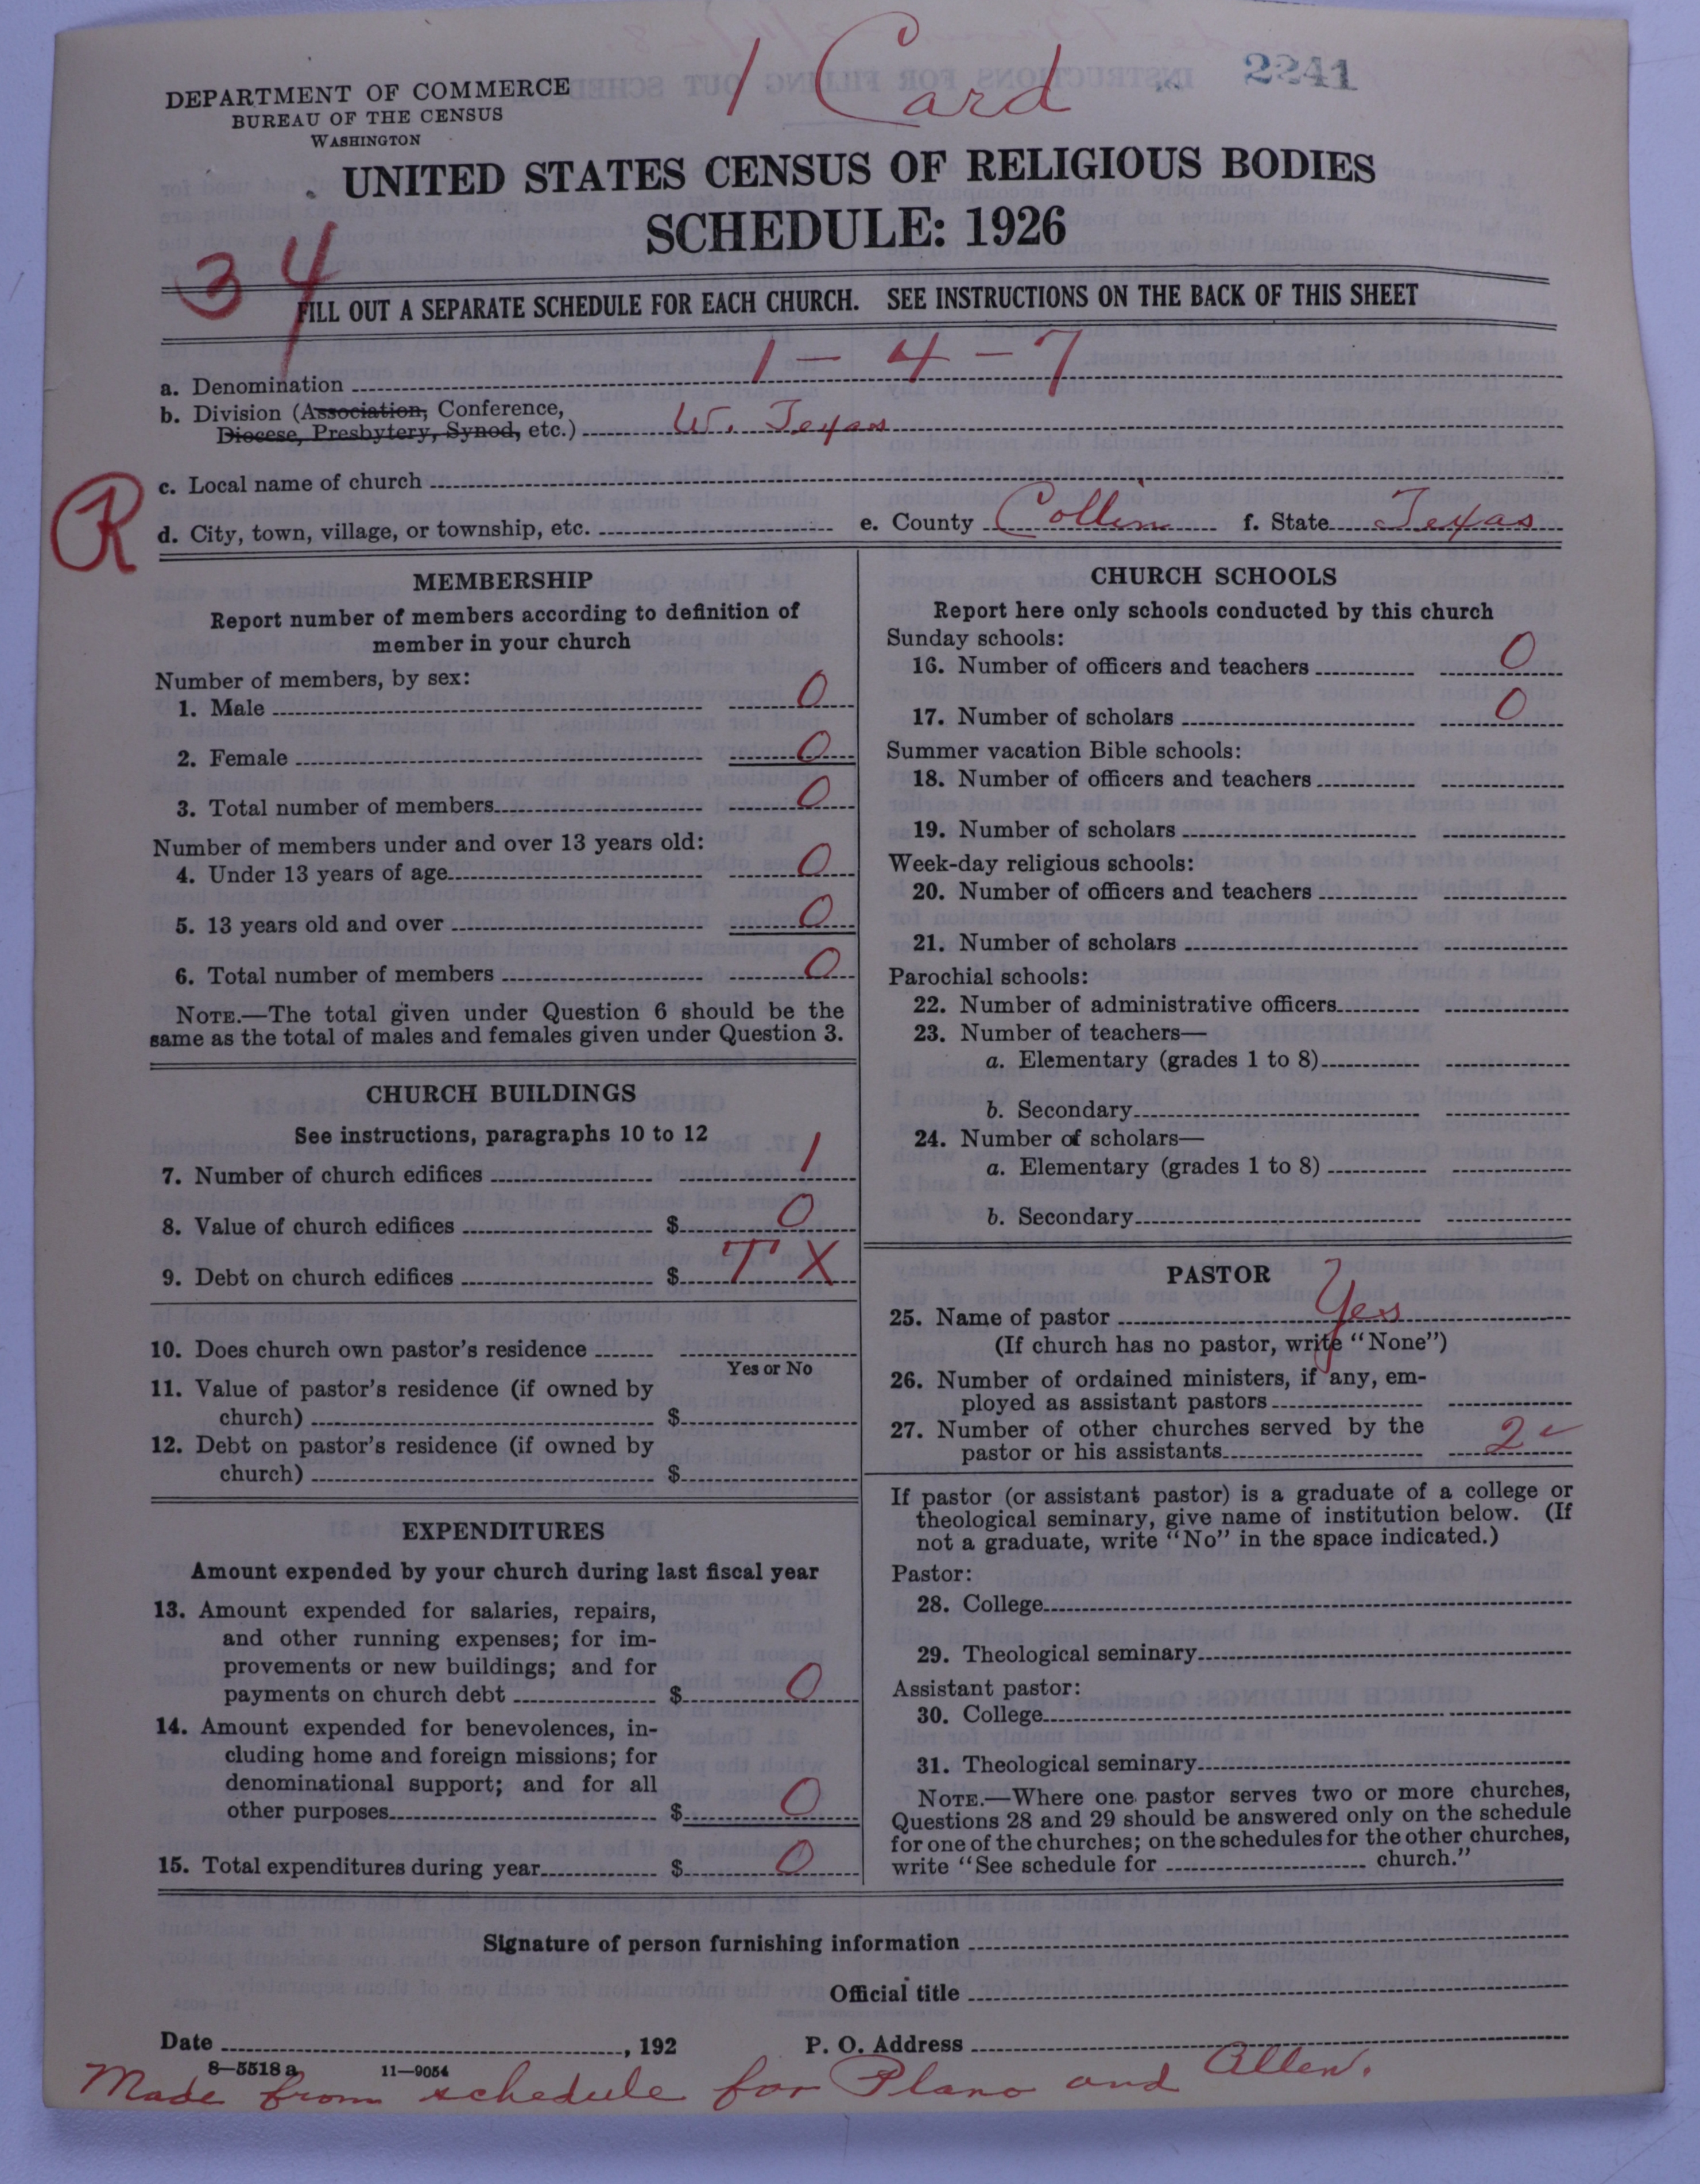 1 Card
2241
DEPARTMENT OF COMMERCE
BUREAU OF THE CENSUS
WASHINGTON
UNITED STATES CENSUS OF RELIGIOUS BODIES
SCHEDULE: 1926
34
FILL OUT A SEPARATE SCHEDULE FOR EACH CHURCH. SEE INSTRUCTIONS ON THE BACK OF THIS SHEET
a. Denomination 1-4-7
b. Division (Association, Conference,
Diocese, Presbytery, Synod, etc.) W. Texas
R
c. Local name of church
d. City, town, village, or township, etc. e. County Collin f. State Texas
MEMBERSHIP
Report number of members according to definition of
member in your church
Number of members, by sex:
1. Male 0
2. Female 0
3. Total number of members 0
Number of members under and over 13 years old:
4. Under 13 years of age 0
5. 13 years old and over 0
6. Total number of members 0
NOTE.—The total given under Question 6 should be the
same as the total of males and females given under Question 3.
CHURCH BUILDINGS
See instructions, paragraphs 10 to 12
7. Number of church edifices 1
8. Value of church edifices $ 0
9. Debt on church edifices $ T X
10. Does church own pastor's residence
Yes or No
11. Value of pastor's residence (if owned by
church) $
12. Debt on pastor's residence (if owned by
church) $
EXPENDITURES
Amount expended by your church during last fiscal year
13. Amount expended for salaries, repairs,
and other running expenses; for im-
provements or new buildings; and for
payments on church debt $ 0
14. Amount expended for benevolences, in-
cluding home and foreign missions; for
denominational support; and for all
other purposes $ 0
15. Total expenditures during year $ 0
CHURCH SCHOOLS
Report here only schools conducted by this church
Sunday schools:
16. Number of officers and teachers 0
17. Number of scholars 0
Summer vacation Bible schools:
18. Number of officers and teachers
19. Number of scholars
Week-day religious schools:
20. Number of officers and teachers
21. Number of scholars
Parochial schools:
22. Number of administrative officers
23. Number of teachers—
a. Elementary (grades 1 to 8)
b. Secondary
24. Number of scholars—
a. Elementary (grades 1 to 8)
b. Secondary
PASTOR
25. Name of pastor Yes
(If church has no pastor, write "None")
26. Number of ordained ministers, if any, em-
ployed as assistant pastors
27. Number of other churches served by the
pastor or his assistants 2 ✓
If pastor (or assistant pastor) is a graduate of a college or
theological seminary, give name of institution below. (If
not a graduate, write "No" in the space indicated.)
Pastor:
28. College
29. Theological seminary
Assistant pastor:
30. College
31. Theological seminary
NOTE.—Where one pastor serves two or more churches,
Questions 28 and 29 should be answered only on the schedule
for one of the churches; on the schedules for the other churches,
write "See schedule for church."
Signature of person furnishing information
Official title
Date , 192 P. O. Address
8—5518 a 11—9054
Made from schedule for Plano and Allen.